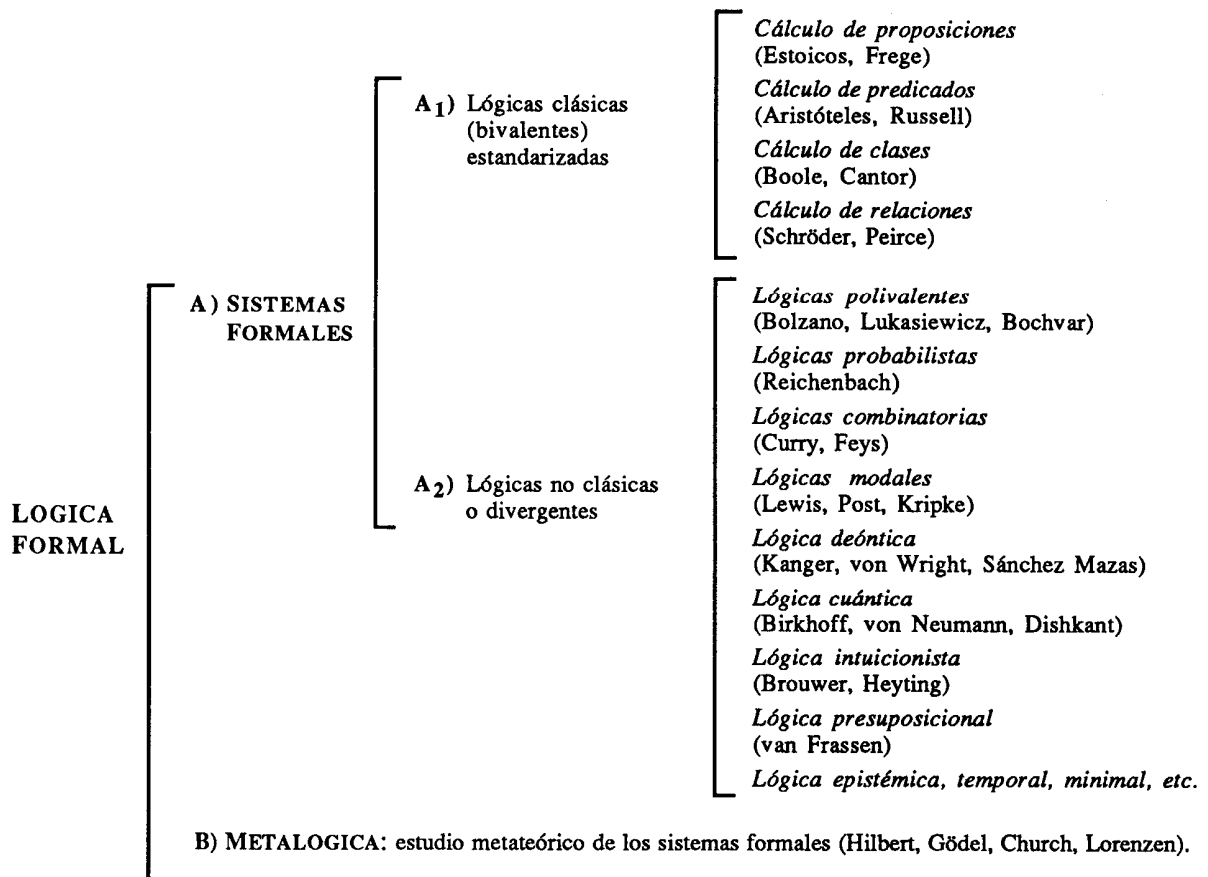 LOGICA
FORMAL
A) SISTEMAS
FORMALES
A1) Lógicas clásicas
(bivalentes)
estandarizadas
Cálculo de proposiciones
(Estoicos, Frege)
Cálculo de predicados
(Aristóteles, Russell)
Cálculo de clases
(Boole, Cantor)
Cálculo de relaciones
(Schröder, Peirce)
A2) Lógicas no clásicas
o divergentes
Lógicas polivalentes
(Bolzano, Lukasiewicz, Bochvar)
Lógicas probabilistas
(Reichenbach)
Lógicas combinatorias
(Curry, Feys)
Lógicas modales
(Lewis, Post, Kripke)
Lógica deóntica
(Kanger, von Wright, Sánchez Mazas)
Lógica cuántica
(Birkhoff, von Neumann, Dishkant)
Lógica intuicionista
(Brouwer, Heyting)
Lógica presuposicional
(van Frassen)
Lógica epistémica, temporal, minimal, etc.
B) METALOGICA: estudio metateórico de los sistemas formales (Hilbert, Gödel, Church, Lorenzen).